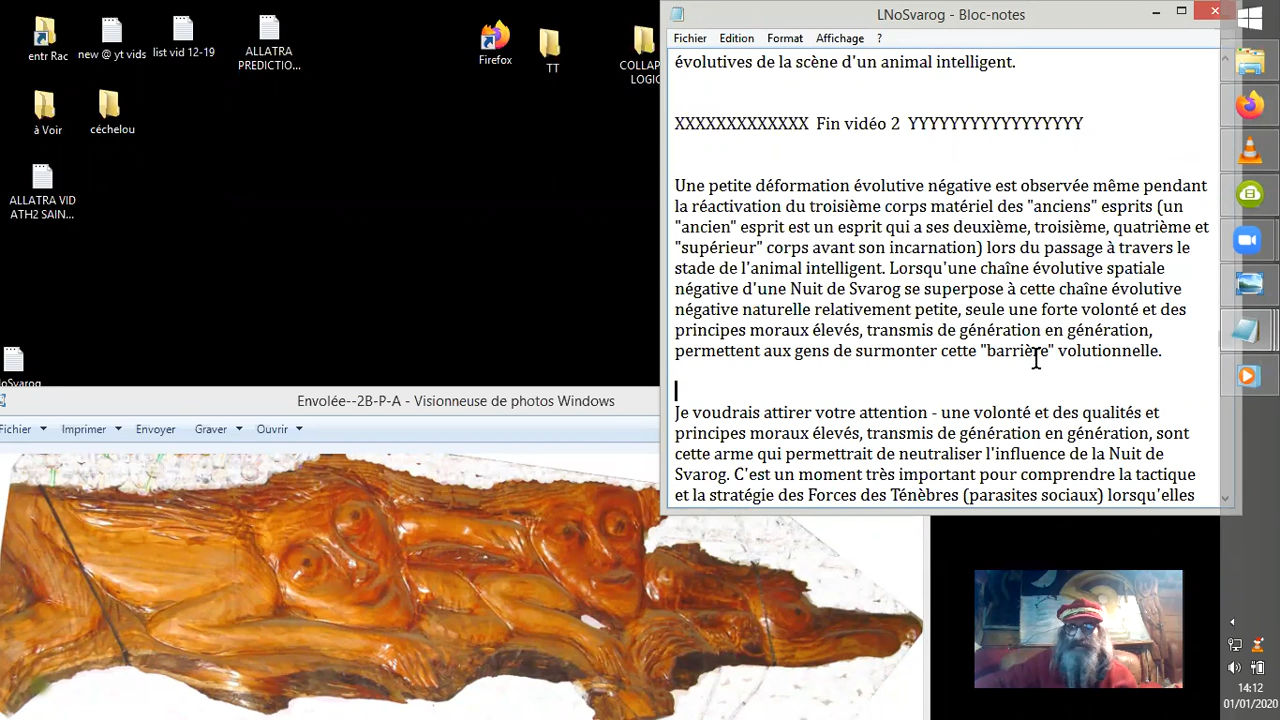 entr Rac
new @ yt vids
list vid 12-19
ALLATRA
PREDICTIO...
Firefox
TT
COLLAP
LOGIC
à Voir
céchelou
ALLATRA VID
ATH2 SAIN...
oSvarog
LNoSvarog - Bloc-notes
Fichier Edition Format Affichage ?
évolutives de la scène d'un animal intelligent.
XXXXXXXXXXXXX Fin vidéo 2 YYYYYYYYYYYYYYYYY
Une petite déformation évolutive négative est observée même pendant
la réactivation du troisième corps matériel des "anciens" esprits (un
"ancien" esprit est un esprit qui a ses deuxième, troisième, quatrième et
"supérieur" corps avant son incarnation) lors du passage à travers le
stade de l'animal intelligent. Lorsqu'une chaîne évolutive spatiale
négative d'une Nuit de Svarog se superpose à cette chaîne évolutive
négative naturelle relativement petite, seule une forte volonté et des
principes moraux élevés, transmis de génération en génération,
permettent aux gens de surmonter cette "barrière" volutionnelle.
Je voudrais attirer votre attention - une volonté et des qualités et
principes moraux élevés, transmis de génération en génération, sont
cette arme qui permettrait de neutraliser l'influence de la Nuit de
Svarog. C'est un moment très important pour comprendre la tactique
et la stratégie des Forces des Ténèbres (parasites sociaux) lorsqu'elles
Envolée--2B-P-A - Visionneuse de photos Windows
Fichier Imprimer Envoyer Graver Ouvrir
14:12
01/01/2020